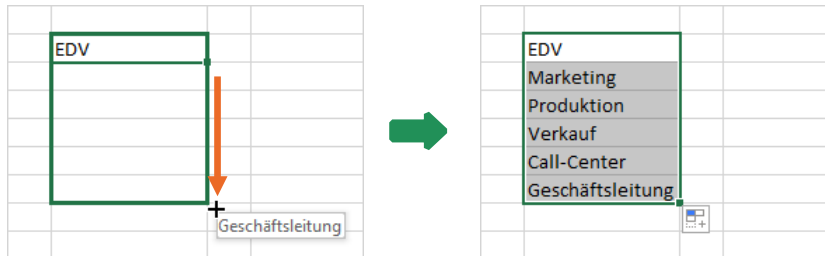 EDV
Geschäftsleitung
EDV
Marketing
Produktion
Verkauf
Call-Center
Geschäftsleitung